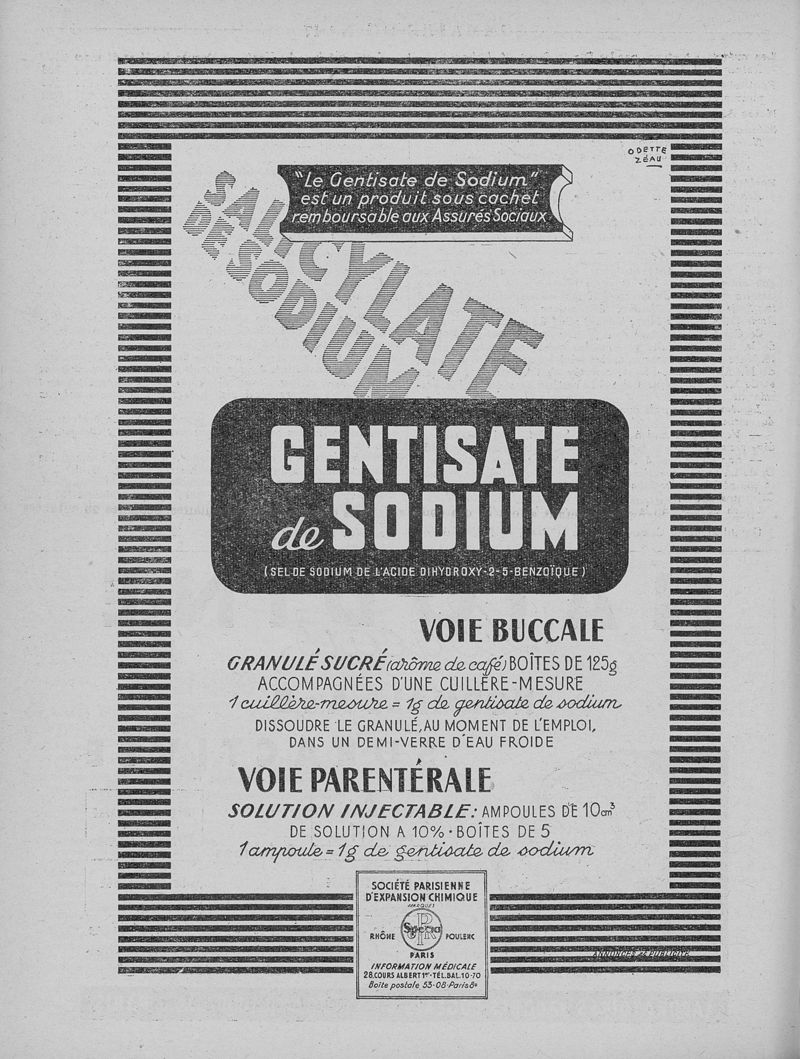 ODETTE
ZÉAU
"Le Gentisate de Sodium"
est un produit sous cachet
remboursable aux Assurés Sociaux
SALICYLATE
DE SODIUM
GENTISATE
de SODIUM
(SEL DE SODIUM DE L'ACIDE DIHYDROXY-2-5-BENZOÏQUE)
VOIE BUCCALE
GRANULÉ SUCRÉ (arôme de café) BOÎTES DE 125g
ACCOMPAGNÉES D'UNE CUILLÈRE-MESURE
1 cuillère-mesure = 1g de gentisate de sodium
DISSOUDRE LE GRANULÉ, AU MOMENT DE L'EMPLOI,
DANS UN DEMI-VERRE D'EAU FROIDE
VOIE PARENTÉRALE
SOLUTION INJECTABLE: AMPOULES DE 10 cm³
DE SOLUTION A 10% · BOÎTES DE 5
1 ampoule = 1g de gentisate de sodium
SOCIÉTÉ PARISIENNE
D'EXPANSION CHIMIQUE
MARQUES
RHÔNE Specia POULENC
PARIS
INFORMATION MÉDICALE
28, COURS ALBERT 1er · TÉL. BAL. 10-70
Boîte postale 53-08 · Paris 8e